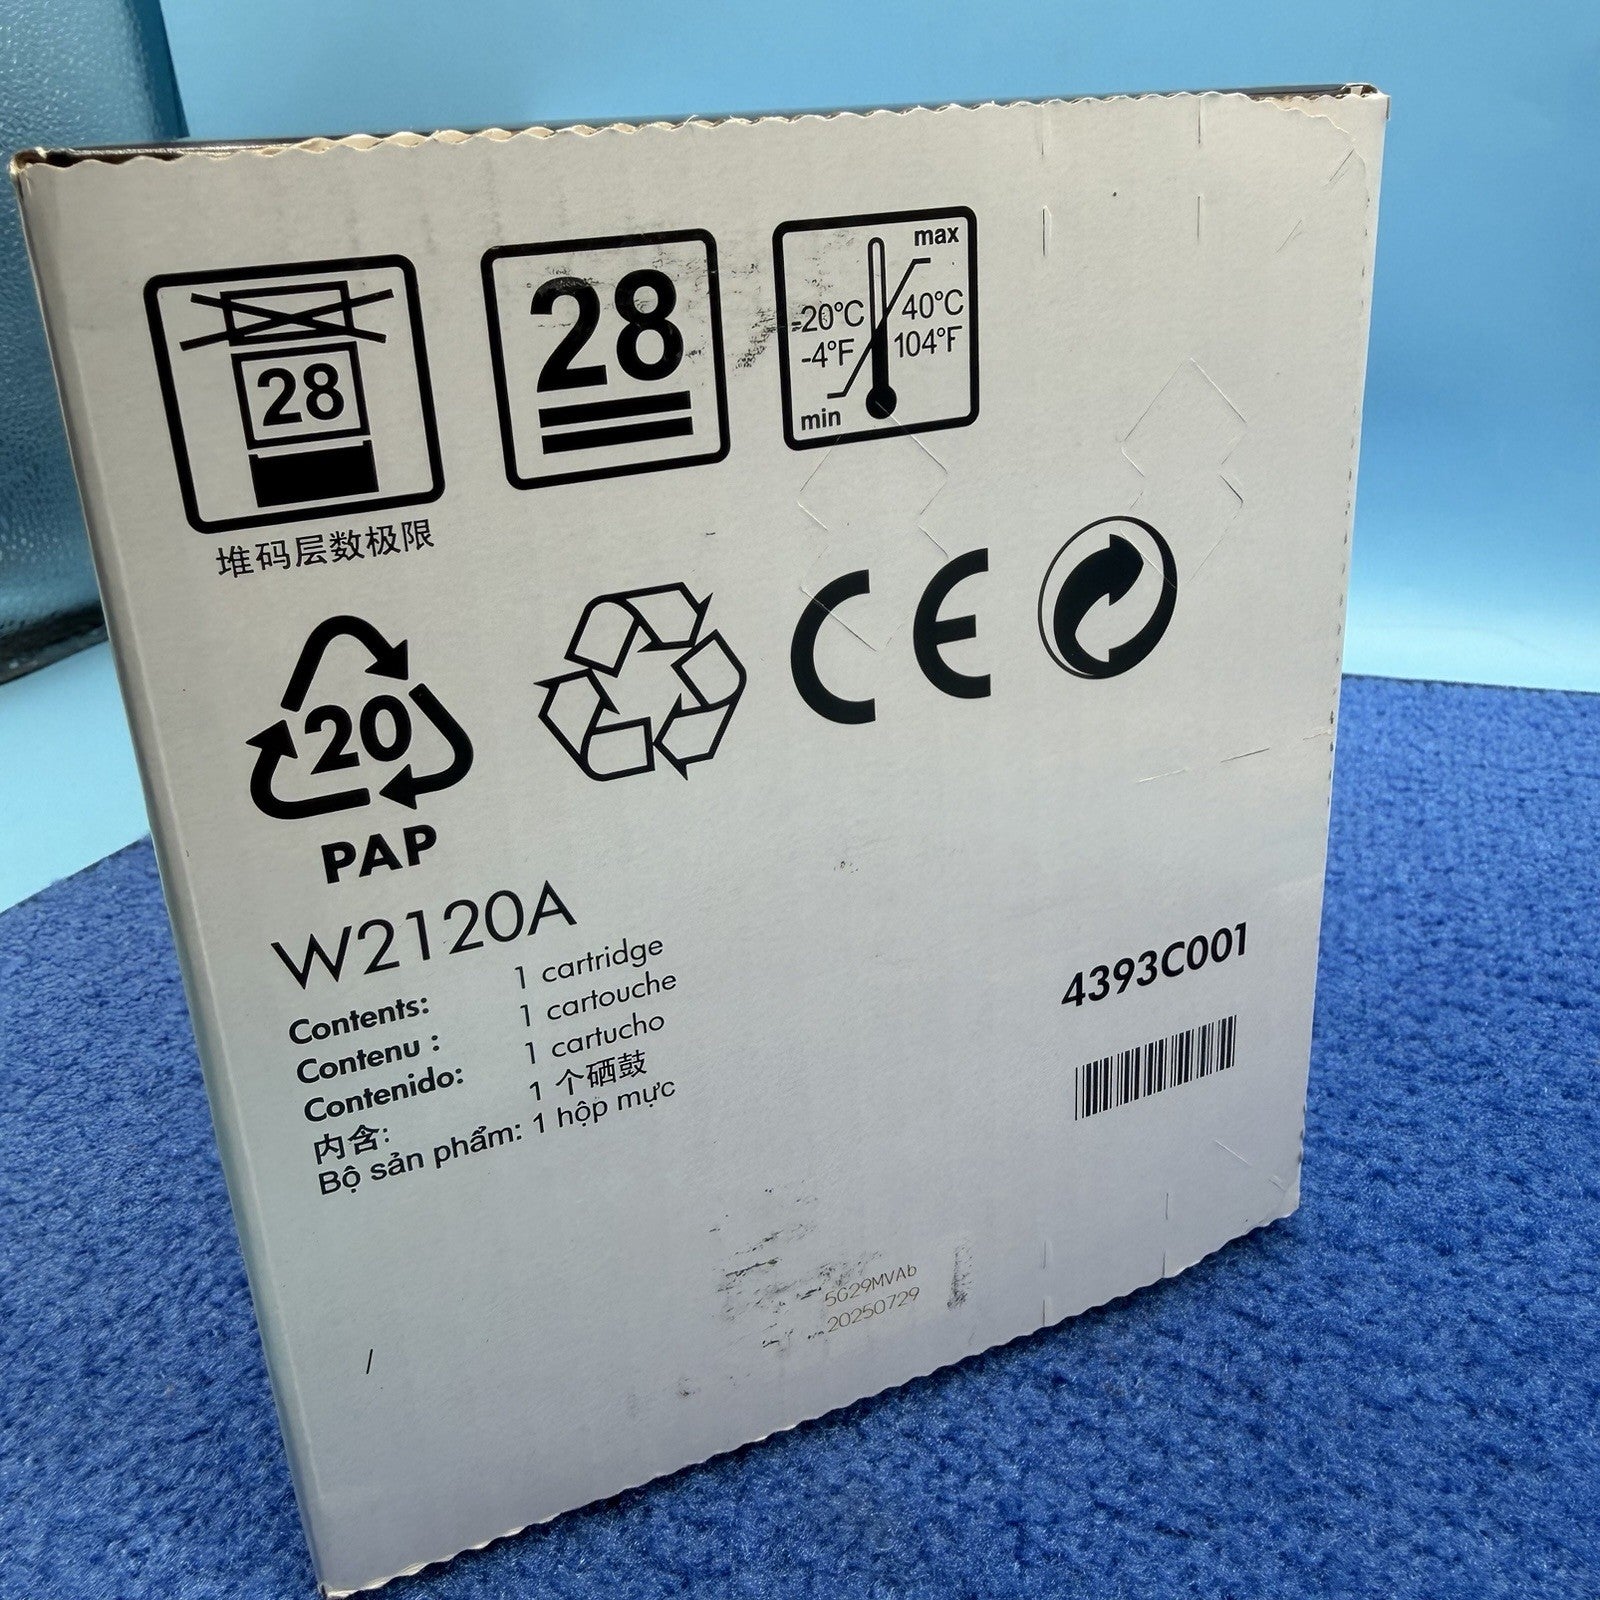 28
28
max
-20°C
40°C
-4°F
104°F
min
堆码层数极限
20
PAP
CE
W2120A
Contents: 1 cartridge
Contenu : 1 cartouche
Contenido: 1 cartucho
内含: 1 个硒鼓
Bộ sản phẩm: 1 hộp mực
4393C001
5G29MVAb
20250729